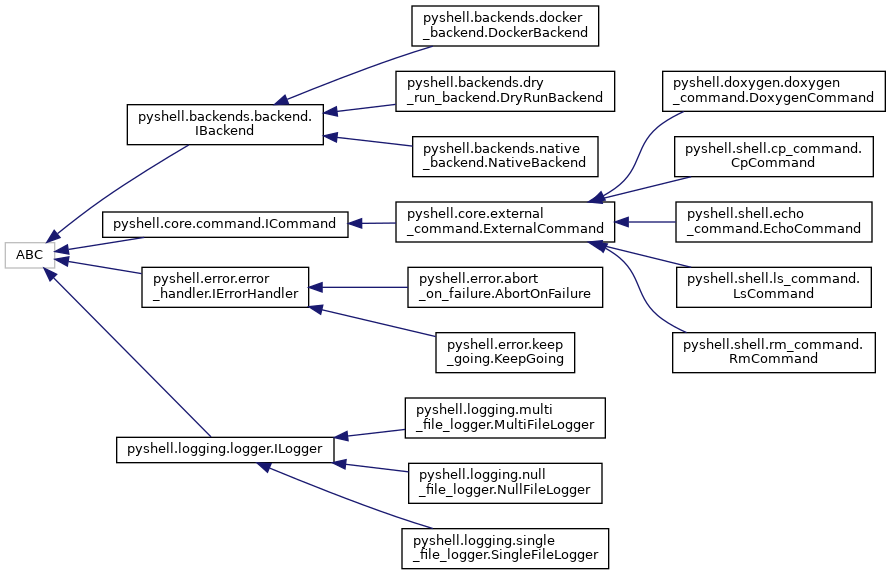 pyshell.backends.docker
_backend.DockerBackend
pyshell.backends.dry
_run_backend.DryRunBackend
pyshell.doxygen.doxygen
_command.DoxygenCommand
pyshell.backends.backend.
IBackend
pyshell.backends.native
_backend.NativeBackend
pyshell.shell.cp_command.
CpCommand
pyshell.core.command.ICommand
pyshell.core.external
_command.ExternalCommand
pyshell.shell.echo
_command.EchoCommand
ABC
pyshell.error.error
_handler.IErrorHandler
pyshell.error.abort
_on_failure.AbortOnFailure
pyshell.shell.ls_command.
LsCommand
pyshell.error.keep
_going.KeepGoing
pyshell.shell.rm_command.
RmCommand
pyshell.logging.multi
_file_logger.MultiFileLogger
pyshell.logging.logger.ILogger
pyshell.logging.null
_file_logger.NullFileLogger
pyshell.logging.single
_file_logger.SingleFileLogger